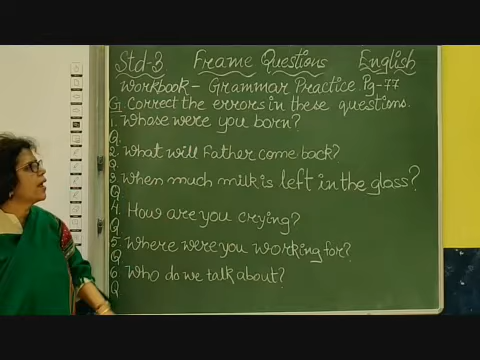 Std-3 Frame Questions English
Workbook - Grammar Practice Pg-77
G. Correct the errors in these questions.
1. Whose were you born?
Q.
2. What will Father come back?
Q
3. When much milk is left in the glass?
Q
4. How are you crying?
Q
5. Where were you working for?
Q.
6. Who do we talk about?
Q